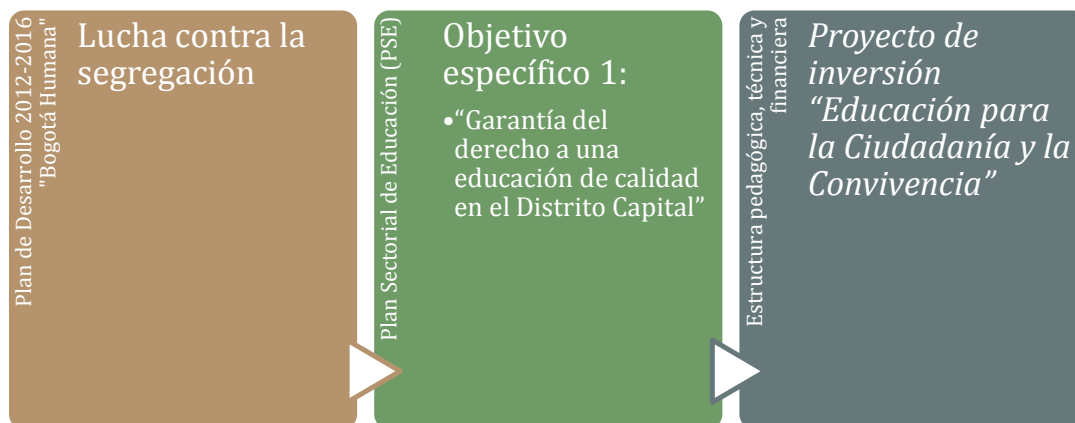 Plan de Desarrollo 2012-2016
"Bogotá Humana"
Lucha contra la
segregación
Plan Sectorial de Educación (PSE)
Objetivo
específico 1:
•“Garantía del
derecho a una
educación de calidad
en el Distrito Capital”
Estructura pedagógica, técnica y
financiera
Proyecto de
inversión
“Educación para
la Ciudadanía y la
Convivencia”